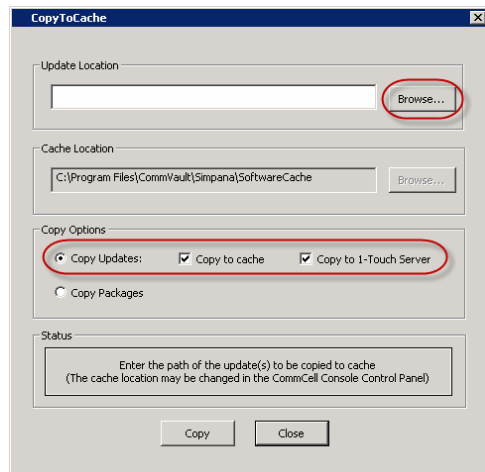 CopyToCache
Update Location
Browse...
Cache Location
C:\Program Files\CommVault\Simpana\SoftwareCache
Browse...
Copy Options
Copy Updates: Copy to cache Copy to 1-Touch Server
Copy Packages
Status
Enter the path of the update(s) to be copied to cache
(The cache location may be changed in the CommCell Console Control Panel)
Copy Close